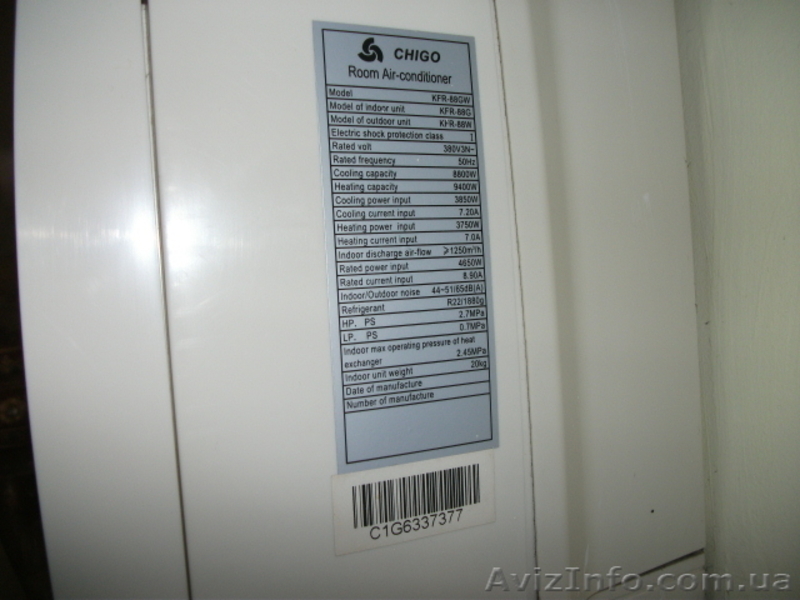 CHIGO
Room Air-conditioner
Model KFR-88GW
Model of indoor unit KFR-88G
Model of outdoor unit KFR-88W
Electric shock protection class I
Rated volt 380V3N~
Rated frequency 50Hz
Cooling capacity 8800W
Heating capacity 9400W
Cooling power input 3850W
Cooling current input 7.20A
Heating power input 3750W
Heating current input 7.0A
Indoor discharge air-flow ≥1250m³/h
Rated power input 4650W
Rated current input 8.90A
Indoor/Outdoor noise 44~51/65dB(A)
Refrigerant R22/1880g
HP. PS 2.7MPa
LP. PS 0.7MPa
Indoor max operating pressure of heat
exchanger 2.45MPa
Indoor unit weight 20kg
Date of manufacture
Number of manufacture
C1G6337377
AvizInfo.com.ua